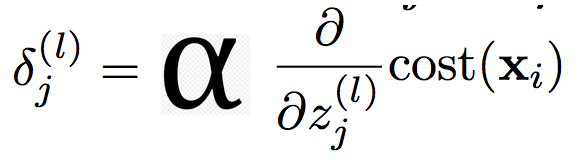 δ_j^{(l)} = α ∂/∂z_j^{(l)} cost(x_i)